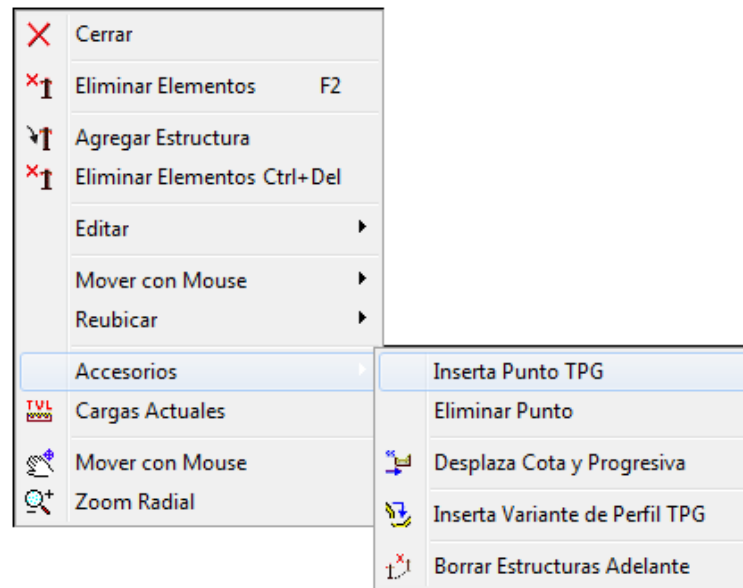 Cerrar
Eliminar Elementos F2
Agregar Estructura
Eliminar Elementos Ctrl+Del
Editar
Mover con Mouse
Reubicar
Accesorios
TVL Cargas Actuales
Mover con Mouse
Zoom Radial
Inserta Punto TPG
Eliminar Punto
Desplaza Cota y Progresiva
Inserta Variante de Perfil TPG
Borrar Estructuras Adelante